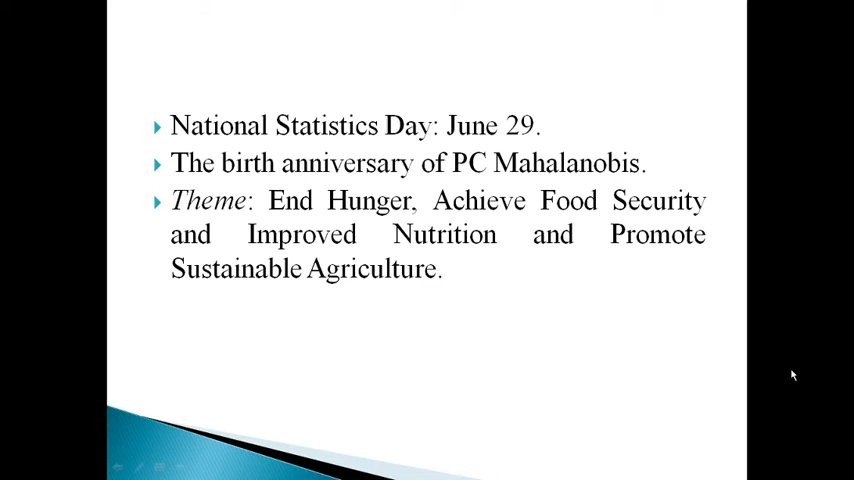 National Statistics Day: June 29.
The birth anniversary of PC Mahalanobis.
Theme: End Hunger, Achieve Food Security
and Improved Nutrition and Promote
Sustainable Agriculture.